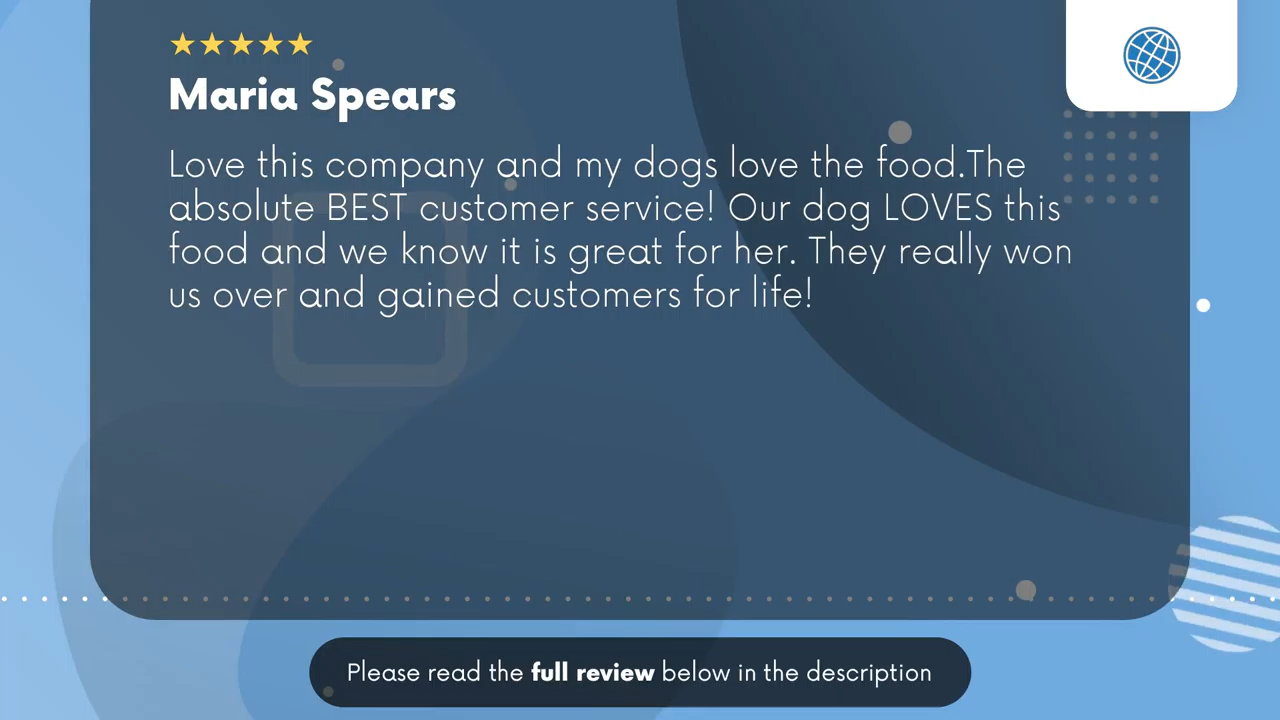 ★★★★★
Maria Spears
Love this company and my dogs love the food.The
absolute BEST customer service! Our dog LOVES this
food and we know it is great for her. They really won
us over and gained customers for life!
Please read the full review below in the description